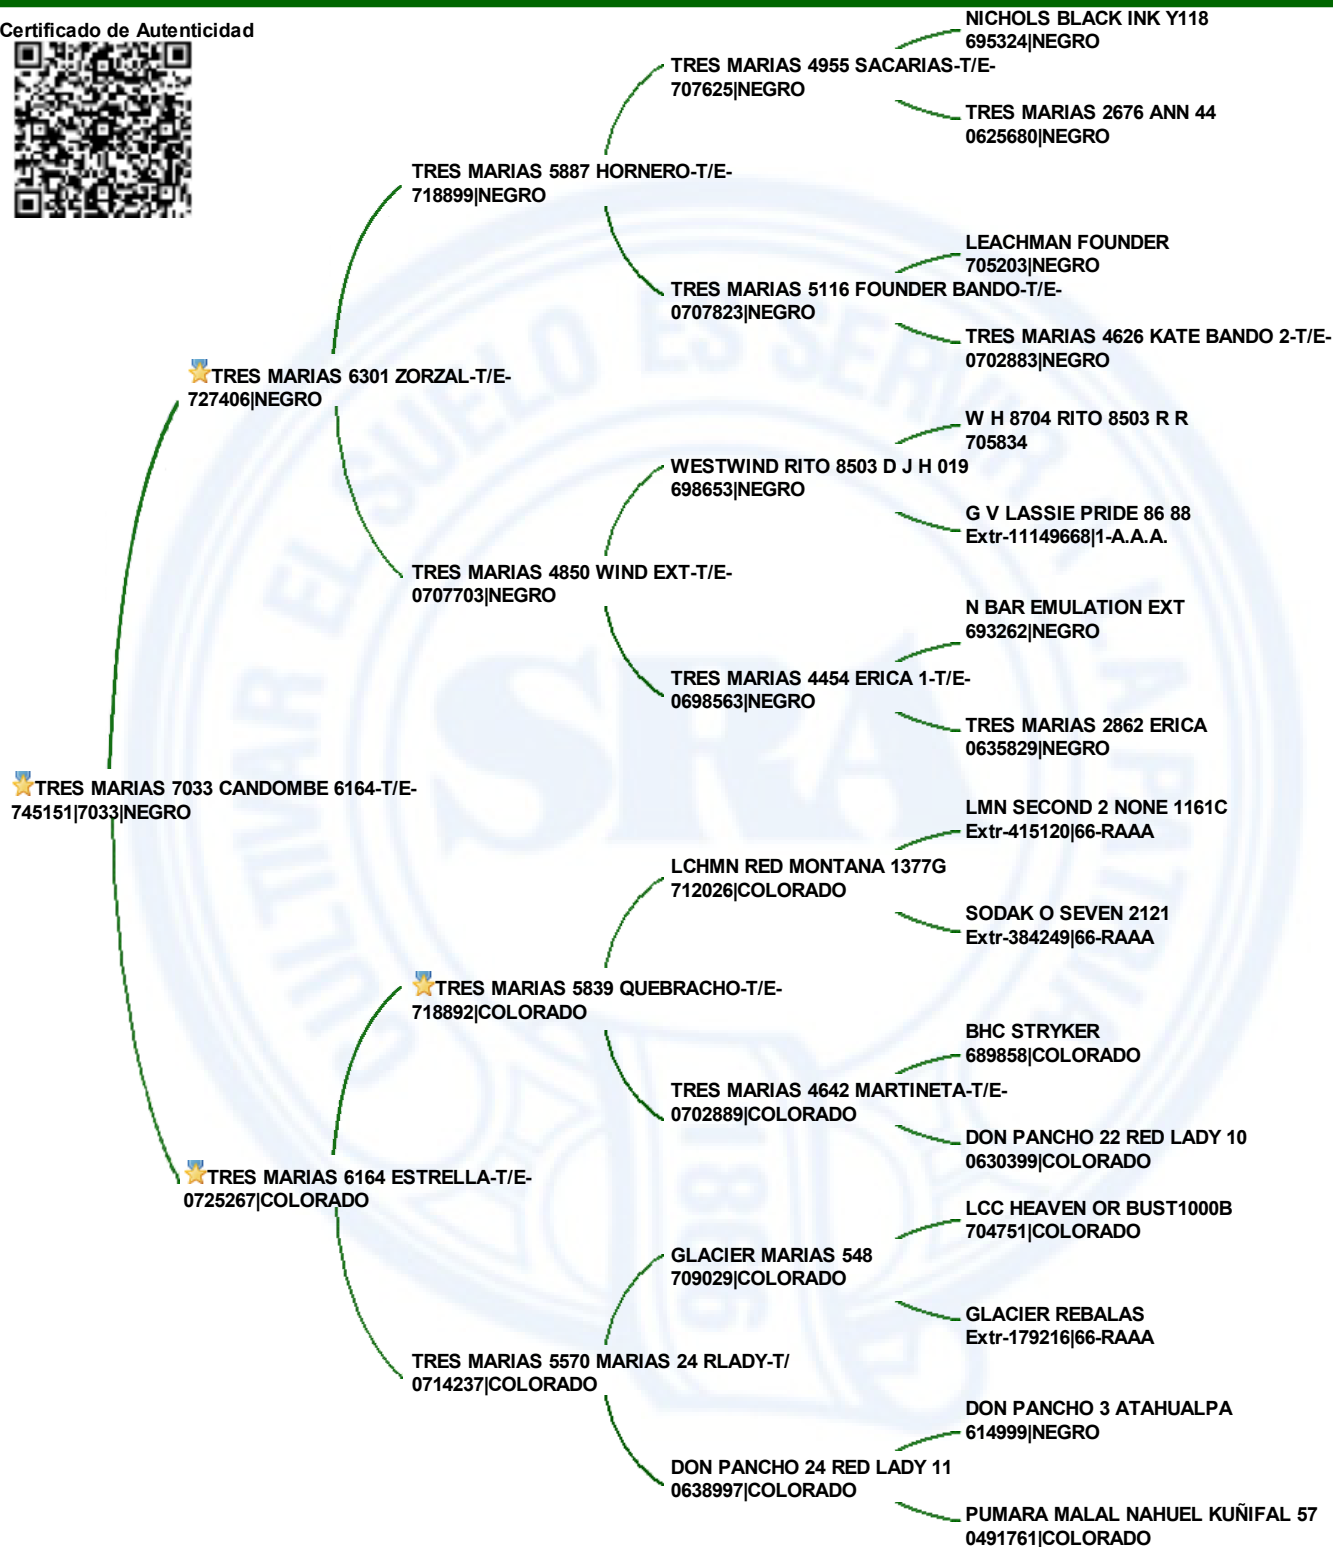 Certificado de Autenticidad
NICHOLS BLACK INK Y118
695324|NEGRO
TRES MARIAS 4955 SACARIAS-T/E-
707625|NEGRO
TRES MARIAS 2676 ANN 44
0625680|NEGRO
TRES MARIAS 5887 HORNERO-T/E-
718899|NEGRO
LEACHMAN FOUNDER
705203|NEGRO
TRES MARIAS 5116 FOUNDER BANDO-T/E-
0707823|NEGRO
TRES MARIAS 4626 KATE BANDO 2-T/E-
0702883|NEGRO
TRES MARIAS 6301 ZORZAL-T/E-
727406|NEGRO
W H 8704 RITO 8503 R R
705834
WESTWIND RITO 8503 D J H 019
698653|NEGRO
G V LASSIE PRIDE 86 88
Extr-11149668|1-A.A.A.
TRES MARIAS 4850 WIND EXT-T/E-
0707703|NEGRO
N BAR EMULATION EXT
693262|NEGRO
TRES MARIAS 4454 ERICA 1-T/E-
0698563|NEGRO
TRES MARIAS 2862 ERICA
0635829|NEGRO
TRES MARIAS 7033 CANDOMBE 6164-T/E-
745151|7033|NEGRO
LMN SECOND 2 NONE 1161C
Extr-415120|66-RAAA
LCHMN RED MONTANA 1377G
712026|COLORADO
SODAK O SEVEN 2121
Extr-384249|66-RAAA
TRES MARIAS 5839 QUEBRACHO-T/E-
718892|COLORADO
BHC STRYKER
689858|COLORADO
TRES MARIAS 4642 MARTINETA-T/E-
0702889|COLORADO
DON PANCHO 22 RED LADY 10
0630399|COLORADO
TRES MARIAS 6164 ESTRELLA-T/E-
0725267|COLORADO
LCC HEAVEN OR BUST1000B
704751|COLORADO
GLACIER MARIAS 548
709029|COLORADO
GLACIER REBALAS
Extr-179216|66-RAAA
TRES MARIAS 5570 MARIAS 24 RLADY-T/
0714237|COLORADO
DON PANCHO 3 ATAHUALPA
614999|NEGRO
DON PANCHO 24 RED LADY 11
0638997|COLORADO
PUMARA MALAL NAHUEL KUÑIFAL 57
0491761|COLORADO
CULTIVAR EL SUELO ES SERVIR A LA PATRIA
SRA
1866